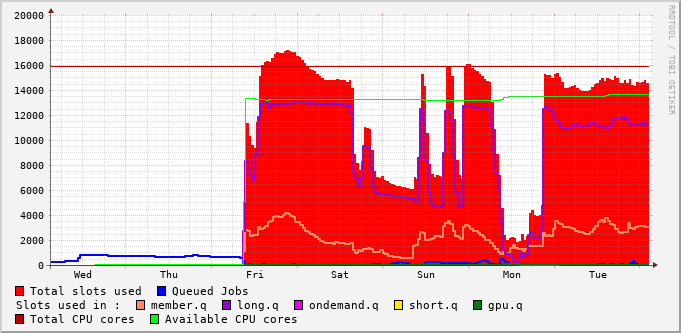 20000
18000
16000
14000
12000
10000
8000
6000
4000
2000
0
Wed Thu Fri Sat Sun Mon Tue
RRDTOOL / TOBI OETIKER
Total slots used Queued Jobs
Slots used in : member.q long.q ondemand.q short.q gpu.q
Total CPU cores Available CPU cores